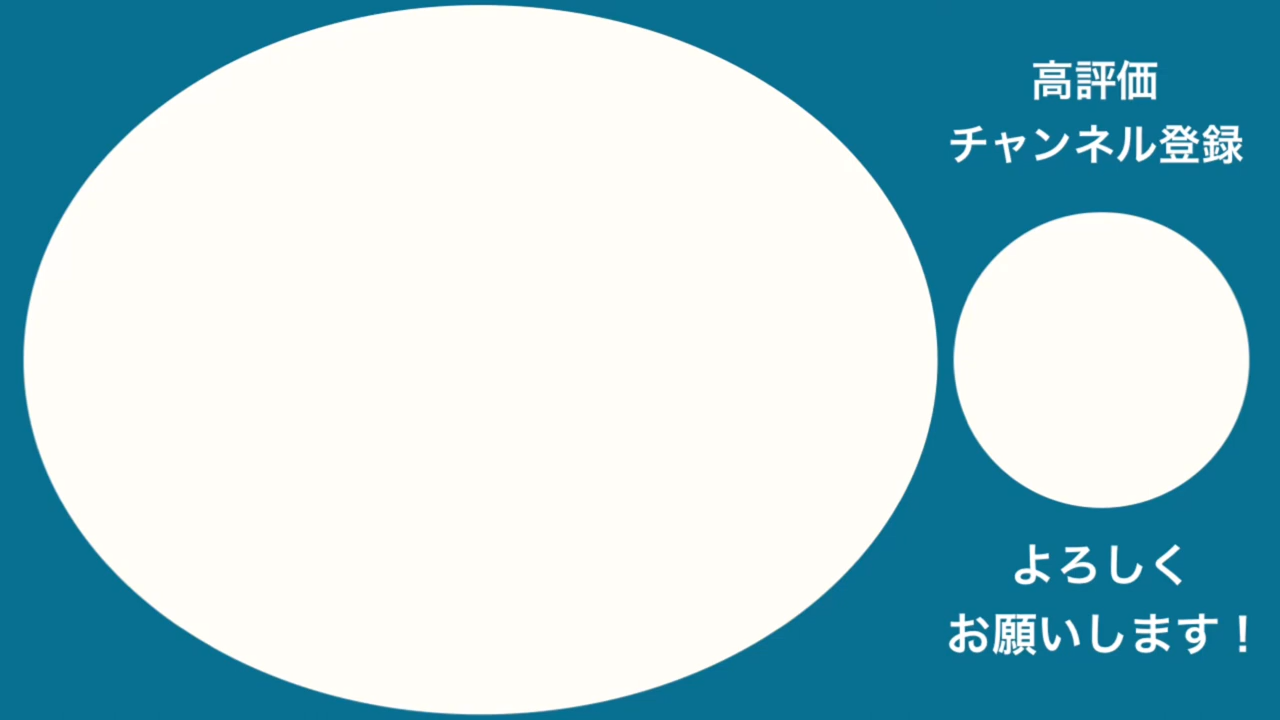 高評価
チャンネル登録
よろしく
お願いします！